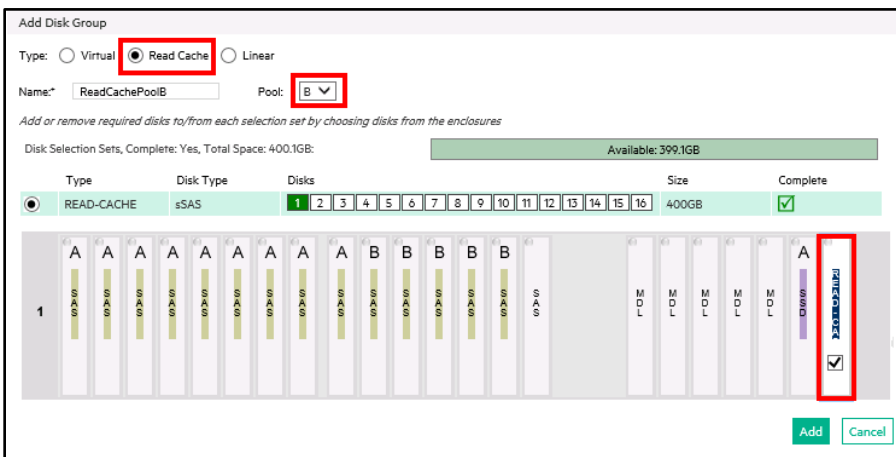 Add Disk Group
Type: Virtual Read Cache Linear
Name:* ReadCachePoolB Pool: B
Add or remove required disks to/from each selection set by choosing disks from the enclosures
Disk Selection Sets, Complete: Yes, Total Space: 400.1GB: Available: 399.1GB
Type Disk Type Disks Size Complete
READ-CACHE sSAS 1 2 3 4 5 6 7 8 9 10 11 12 13 14 15 16 400GB
A A A A A A A A A B B B B B A
1 SAS SAS SAS SAS SAS SAS SAS SAS SAS SAS SAS SAS SAS SAS SAS MDL MDL MDL MDL MDL SSD READ-CA
Add Cancel